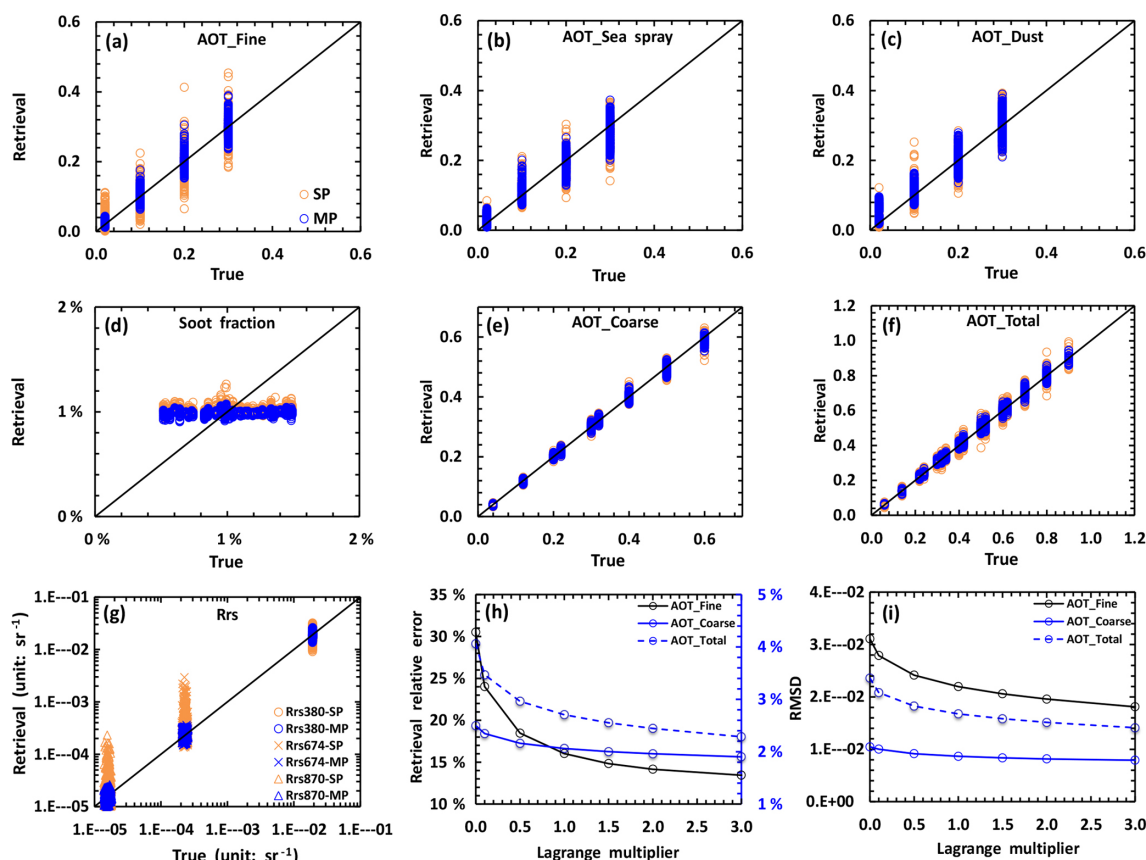 (a) AOT_Fine
0.6
0.4
0.2
0.0
Retrieval
SP
MP
0.0 0.2 0.4 0.6
True
(b) AOT_Sea spray
0.6
0.4
0.2
0.0
Retrieval
0.0 0.2 0.4 0.6
True
(c) AOT_Dust
0.6
0.4
0.2
0.0
Retrieval
0.0 0.2 0.4 0.6
True
(d) Soot fraction
2 %
1 %
0 %
Retrieval
0 % 1 % 2 %
True
(e) AOT_Coarse
0.6
0.4
0.2
0.0
Retrieval
0.0 0.2 0.4 0.6
True
(f) AOT_Total
1.2
1.0
0.8
0.6
0.4
0.2
0.0
Retrieval
0.0 0.2 0.4 0.6 0.8 1.0 1.2
True
(g) Rrs
1.E---01
1.E---02
1.E---03
1.E---04
1.E---05
Retrieval (unit: sr⁻¹)
Rrs380-SP
Rrs380-MP
Rrs674-SP
Rrs674-MP
Rrs870-SP
Rrs870-MP
1.E---05 1.E---04 1.E---03 1.E---02 1.E---01
True (unit: sr⁻¹)
(h)
35 %
30 %
25 %
20 %
15 %
10 %
Retrieval relative error
AOT_Fine
AOT_Coarse
AOT_Total
5 %
4 %
3 %
2 %
1 %
0.0 0.5 1.0 1.5 2.0 2.5 3.0
Lagrange multiplier
(i)
4.E---02
3.E---02
2.E---02
1.E---02
0.E+00
RMSD
AOT_Fine
AOT_Coarse
AOT_Total
0.0 0.5 1.0 1.5 2.0 2.5 3.0
Lagrange multiplier